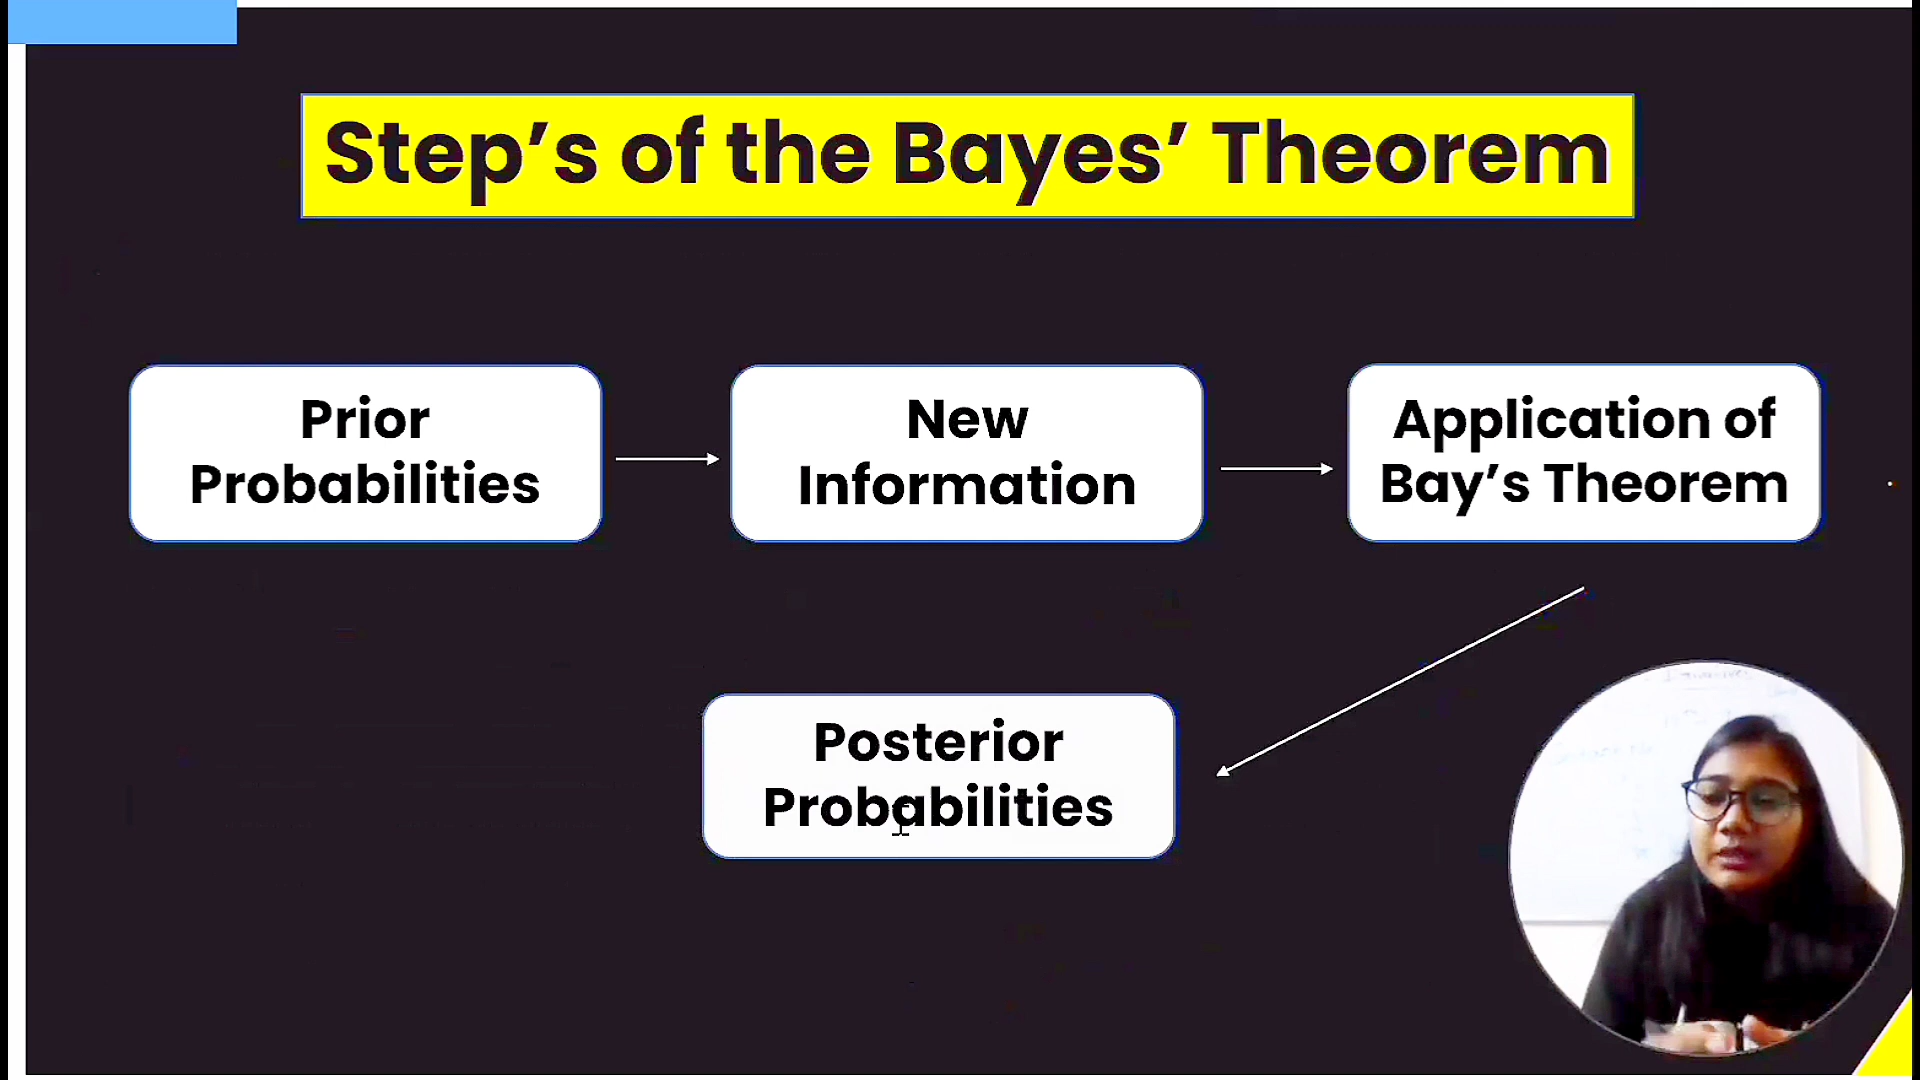 Step’s of the Bayes’ Theorem
Prior
Probabilities
New
Information
Application of
Bay’s Theorem
Posterior
Probabilities